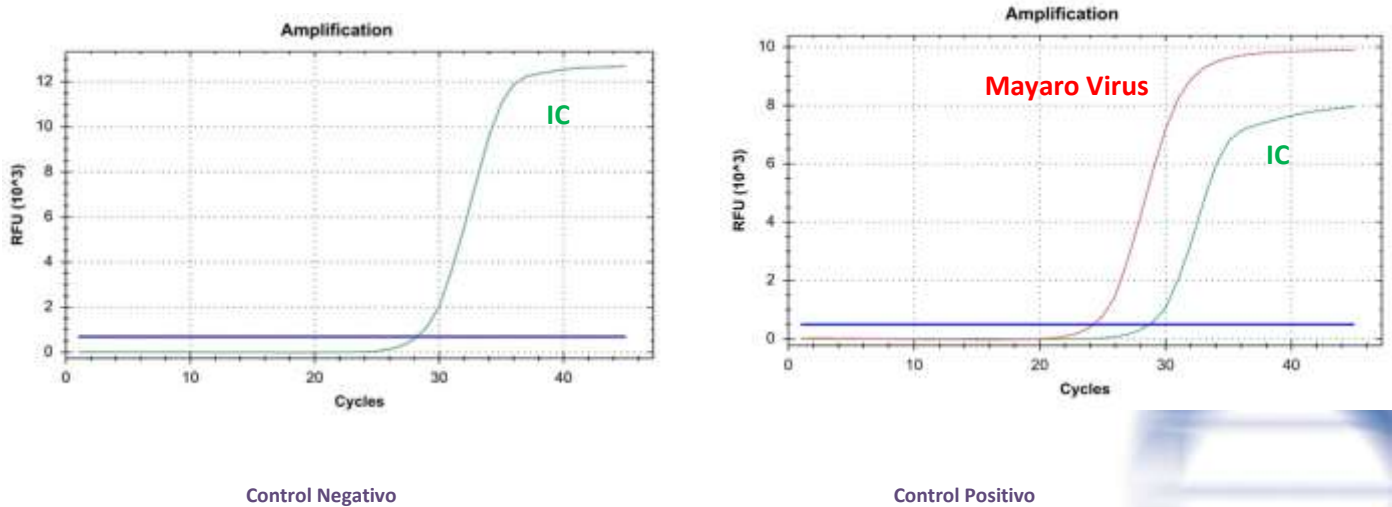 Amplification
12
10
8
6
4
2
0
RFU (10^3)
IC
0 10 20 30 40
Cycles
Control Negativo
Amplification
10
8
6
4
2
0
RFU (10^3)
Mayaro Virus
IC
0 10 20 30 40
Cycles
Control Positivo